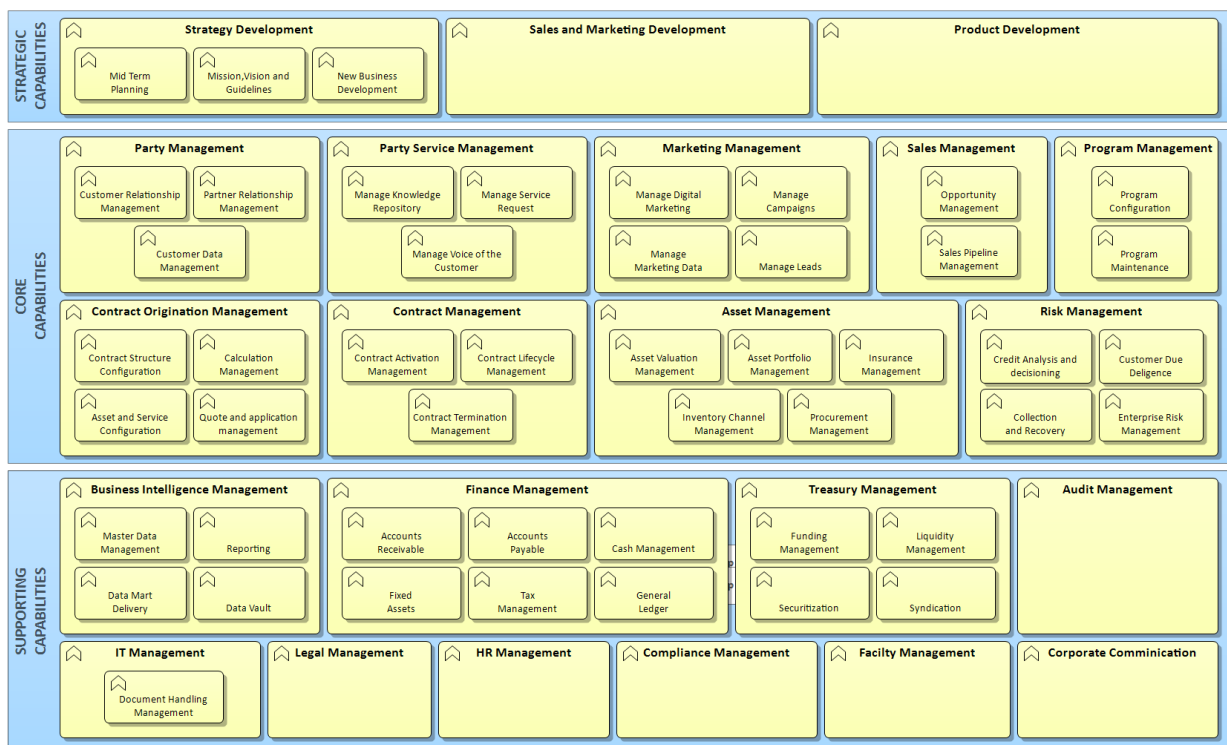 STRATEGIC
CAPABILITIES
Strategy Development
Mid Term
Planning
Mission,Vision and
Guidelines
New Business
Development
Sales and Marketing Development
Product Development
CORE
CAPABILITIES
Party Management
Customer Relationship
Management
Partner Relationship
Management
Customer Data
Management
Party Service Management
Manage Knowledge
Repository
Manage Service
Request
Manage Voice of the
Customer
Marketing Management
Manage Digital
Marketing
Manage
Campaigns
Manage
Marketing Data
Manage Leads
Sales Management
Opportunity
Management
Sales Pipeline
Management
Program Management
Program
Configuration
Program
Maintenance
Contract Origination Management
Contract Structure
Configuration
Calculation
Management
Asset and Service
Configuration
Quote and application
management
Contract Management
Contract Activation
Management
Contract Lifecycle
Management
Contract Termination
Management
Asset Management
Asset Valuation
Management
Asset Portfolio
Management
Insurance
Management
Inventory Channel
Management
Procurement
Management
Risk Management
Credit Analysis and
decisioning
Customer Due
Deligence
Collection
and Recovery
Enterprise Risk
Management
SUPPORTING
CAPABILITIES
Business Intelligence Management
Master Data
Management
Reporting
Data Mart
Delivery
Data Vault
Finance Management
Accounts
Receivable
Accounts
Payable
Cash Management
Fixed
Assets
Tax
Management
General
Ledger
Treasury Management
Funding
Management
Liquidity
Management
Securitization
Syndication
Audit Management
IT Management
Document Handling
Management
Legal Management
HR Management
Compliance Management
Facilty Management
Corporate Comminication